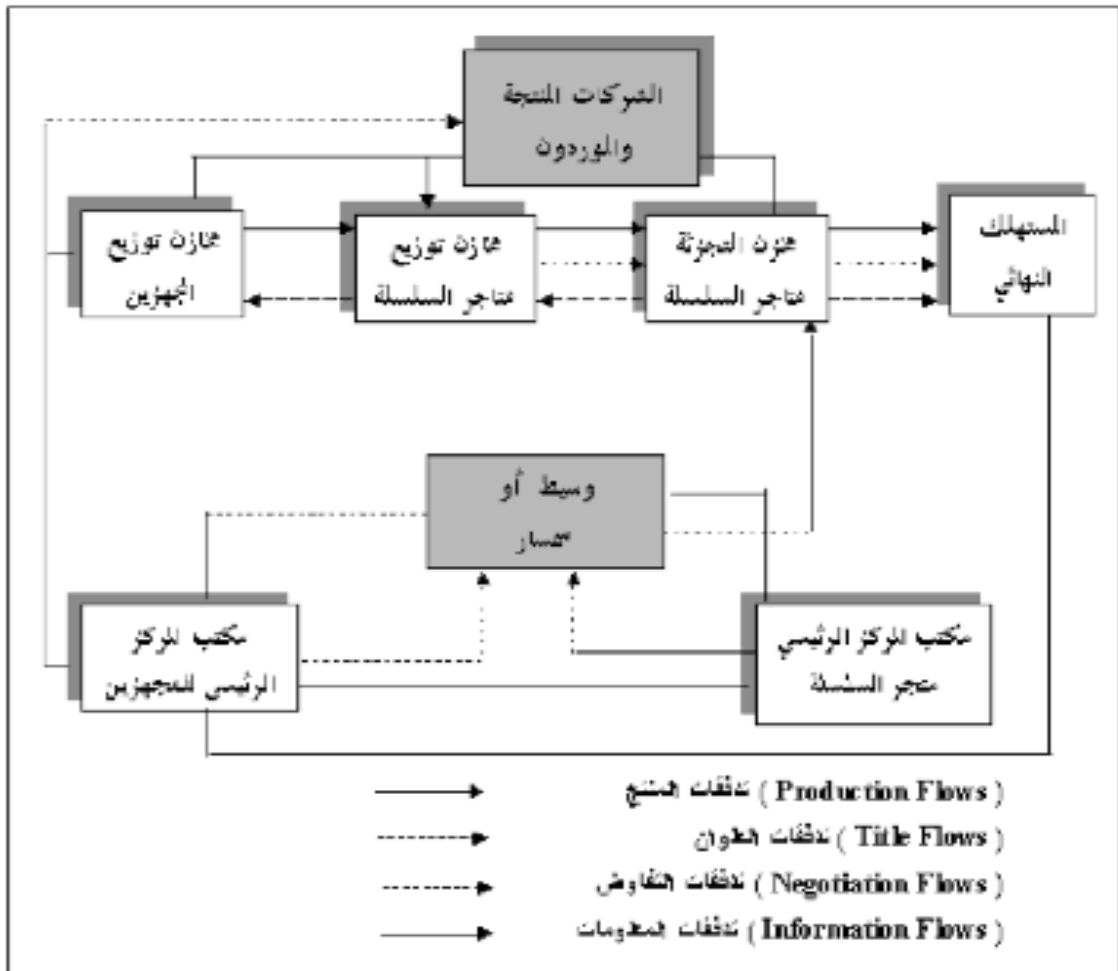 الشركات المنتجة
والموردون
المستهلك
النهائي
مخزن التجزئة
متاجر السلسلة
مخازن توزيع
متاجر السلسلة
مخازن توزيع
المجهزين
وسيط أو
سمسار
مكتب المركز الرئيسي
متجر السلسلة
مكتب المركز
الرئيسي للمجهزين
تدفقات المنتج ( Production Flows )
تدفقات العنوان ( Title Flows )
تدفقات التفاوض ( Negotiation Flows )
تدفقات المعلومات ( Information Flows )